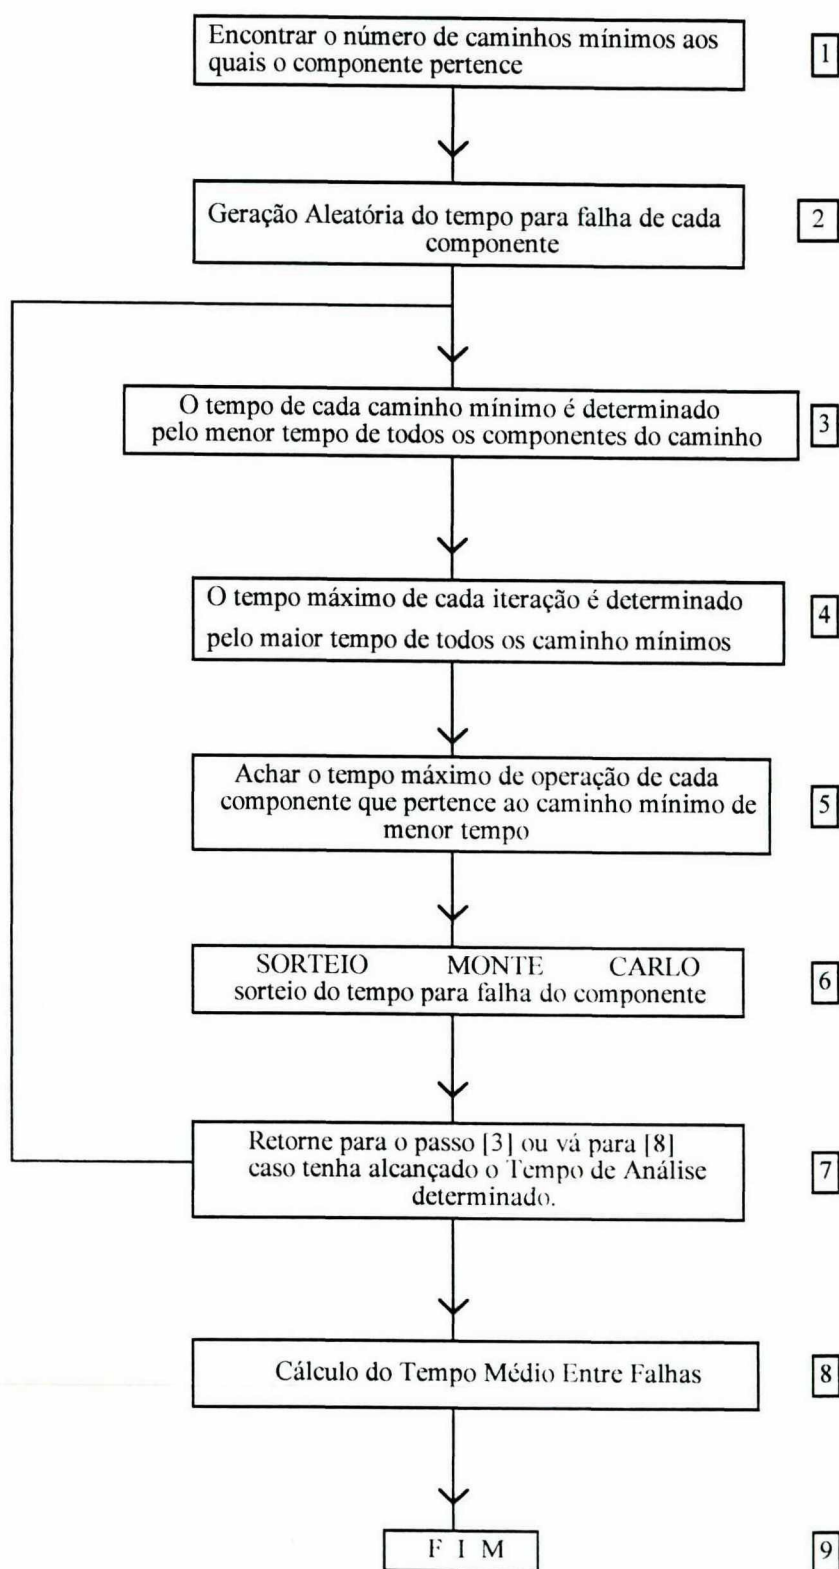 Encontrar o número de caminhos mínimos aos
quais o componente pertence
1
Geração Aleatória do tempo para falha de cada
componente
2
O tempo de cada caminho mínimo é determinado
pelo menor tempo de todos os componentes do caminho
3
O tempo máximo de cada iteração é determinado
pelo maior tempo de todos os caminho mínimos
4
Achar o tempo máximo de operação de cada
componente que pertence ao caminho mínimo de
menor tempo
5
SORTEIO MONTE CARLO
sorteio do tempo para falha do componente
6
Retorne para o passo [3] ou vá para [8]
caso tenha alcançado o Tempo de Análise
determinado.
7
Cálculo do Tempo Médio Entre Falhas
8
F I M
9